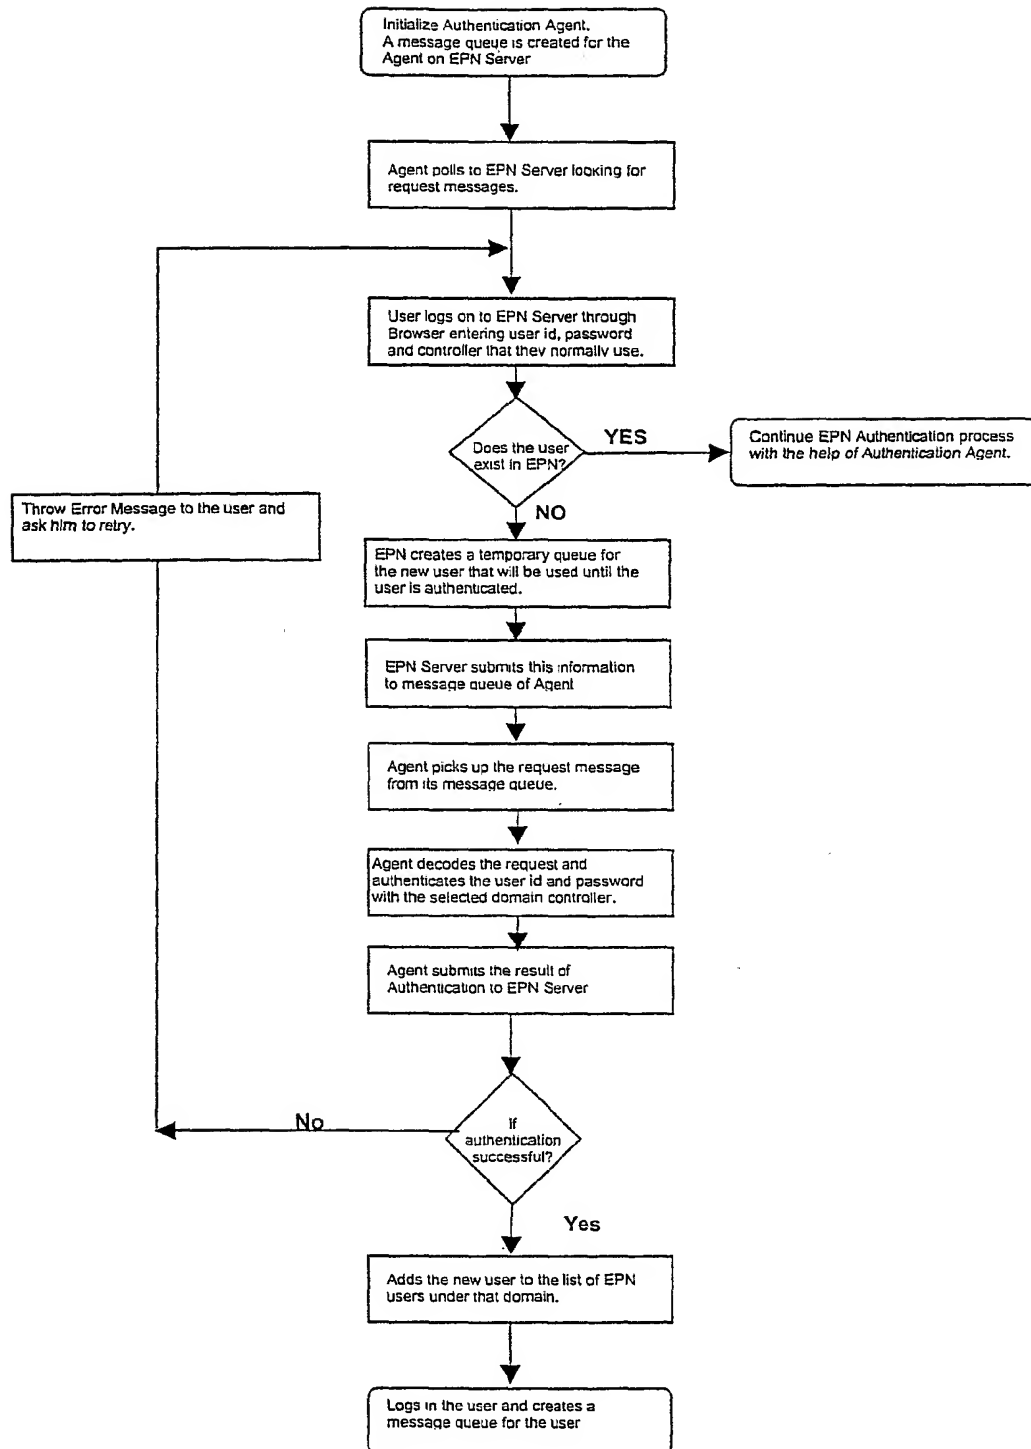 Initialize Authentication Agent.
A message queue is created for the
Agent on EPN Server
Agent polls to EPN Server looking for
request messages.
User logs on to EPN Server through
Browser entering user id, password
and controller that they normally use.
Does the user
exist in EPN?
YES
Continue EPN Authentication process
with the help of Authentication Agent.
NO
Throw Error Message to the user and
ask him to retry.
EPN creates a temporary queue for
the new user that will be used until the
user is authenticated.
EPN Server submits this information
to message queue of Agent
Agent picks up the request message
from its message queue.
Agent decodes the request and
authenticates the user id and password
with the selected domain controller.
Agent submits the result of
Authentication to EPN Server
If
authentication
successful?
No
Yes
Adds the new user to the list of EPN
users under that domain.
Logs in the user and creates a
message queue for the user